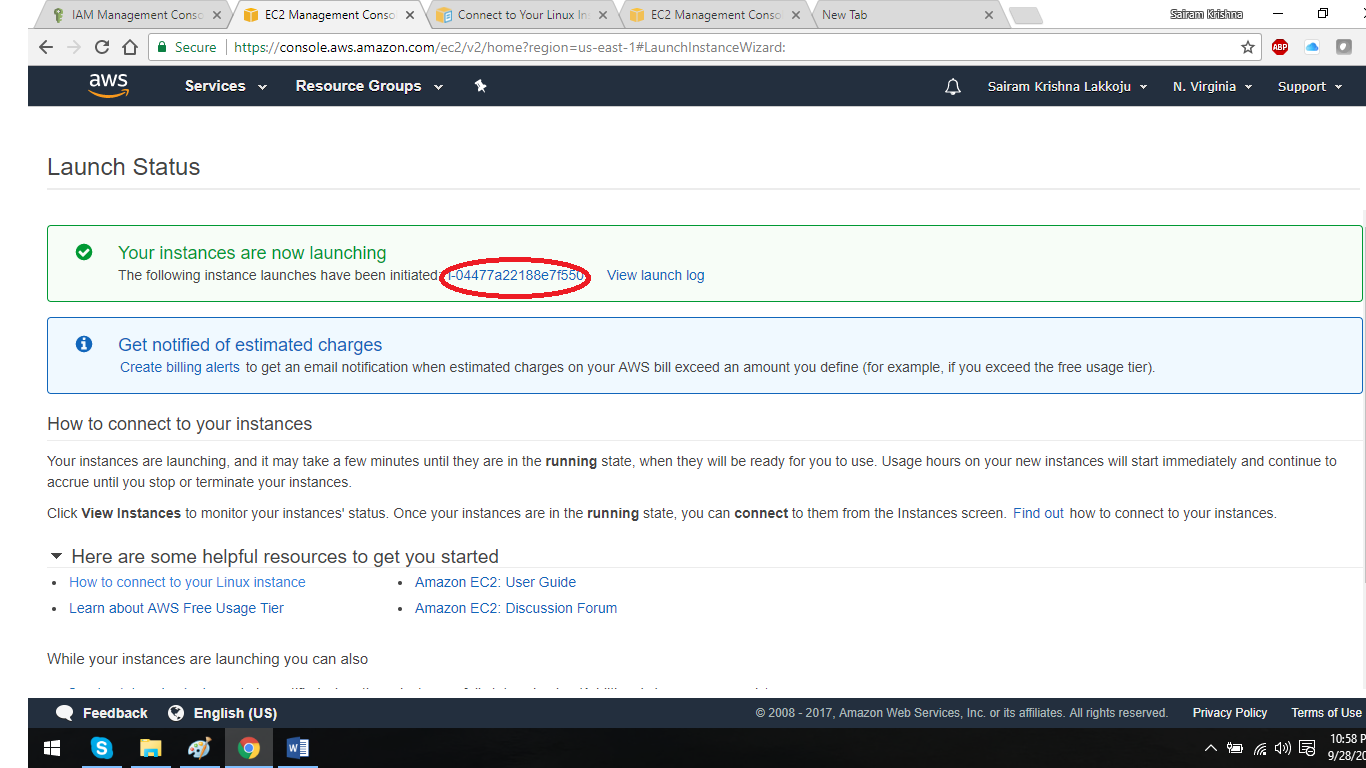 IAM Management Conso
EC2 Management Conso
Connect to Your Linux Ins
EC2 Management Conso
New Tab
Sairam Krishna
Secure
https://console.aws.amazon.com/ec2/v2/home?region=us-east-1#LaunchInstanceWizard:
ABP
aws
Services
Resource Groups
Sairam Krishna Lakkoju
N. Virginia
Support
Launch Status
Your instances are now launching
The following instance launches have been initiated: i-04477a22188e7f550 View launch log
Get notified of estimated charges
Create billing alerts to get an email notification when estimated charges on your AWS bill exceed an amount you define (for example, if you exceed the free usage tier).
How to connect to your instances
Your instances are launching, and it may take a few minutes until they are in the running state, when they will be ready for you to use. Usage hours on your new instances will start immediately and continue to
accrue until you stop or terminate your instances.
Click View Instances to monitor your instances' status. Once your instances are in the running state, you can connect to them from the Instances screen. Find out how to connect to your instances.
Here are some helpful resources to get you started
• How to connect to your Linux instance
• Amazon EC2: User Guide
• Learn about AWS Free Usage Tier
• Amazon EC2: Discussion Forum
While your instances are launching you can also
Feedback
English (US)
© 2008 - 2017, Amazon Web Services, Inc. or its affiliates. All rights reserved.
Privacy Policy
Terms of Use
10:58 P
9/28/20